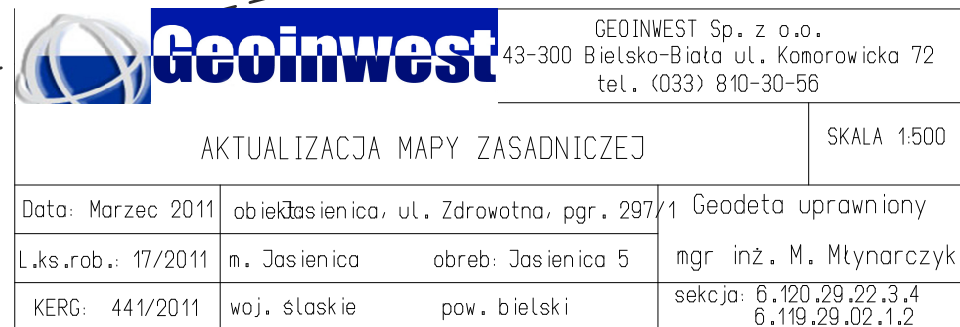 Geoinwest
GEOINWEST Sp. z o.o.
43-300 Bielsko-Biała ul. Komorowicka 72
tel. (033) 810-30-56
AKTUALIZACJA MAPY ZASADNICZEJ
SKALA 1:500
Data: Marzec 2011
obiekt: Jasienica, ul. Zdrowotna, pgr. 297/1
Geodeta uprawniony
L.ks.rob.: 17/2011
m. Jasienica obreb: Jasienica 5
mgr inż. M. Młynarczyk
KERG: 441/2011
woj. ślaskie pow. bielski
sekcja: 6.120.29.22.3.4
6.119.29.02.1.2